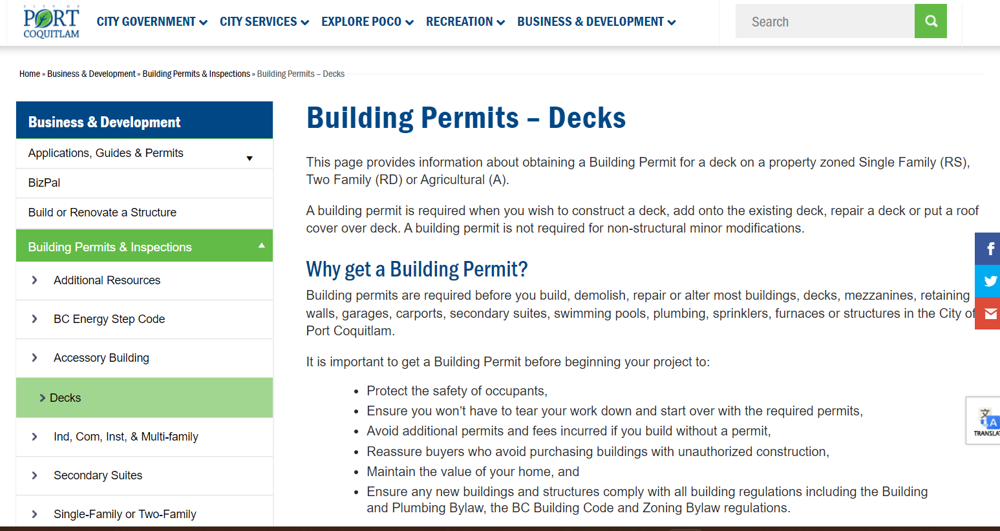 CITY OF
PORT
COQUITLAM
CITY GOVERNMENT
CITY SERVICES
EXPLORE POCO
RECREATION
BUSINESS & DEVELOPMENT
Search
Home » Business & Development » Building Permits & Inspections » Building Permits – Decks
Business & Development
Applications, Guides & Permits
BizPal
Build or Renovate a Structure
Building Permits & Inspections
Additional Resources
BC Energy Step Code
Accessory Building
Decks
Ind, Com, Inst, & Multi-family
Secondary Suites
Single-Family or Two-Family
Building Permits – Decks
This page provides information about obtaining a Building Permit for a deck on a property zoned Single Family (RS),
Two Family (RD) or Agricultural (A).
A building permit is required when you wish to construct a deck, add onto the existing deck, repair a deck or put a roof
cover over deck. A building permit is not required for non-structural minor modifications.
Why get a Building Permit?
Building permits are required before you build, demolish, repair or alter most buildings, decks, mezzanines, retaining
walls, garages, carports, secondary suites, swimming pools, plumbing, sprinklers, furnaces or structures in the City of
Port Coquitlam.
It is important to get a Building Permit before beginning your project to:
• Protect the safety of occupants,
• Ensure you won’t have to tear your work down and start over with the required permits,
• Avoid additional permits and fees incurred if you build without a permit,
• Reassure buyers who avoid purchasing buildings with unauthorized construction,
• Maintain the value of your home, and
• Ensure any new buildings and structures comply with all building regulations including the Building
and Plumbing Bylaw, the BC Building Code and Zoning Bylaw regulations.
f
文
A
TRANSLA